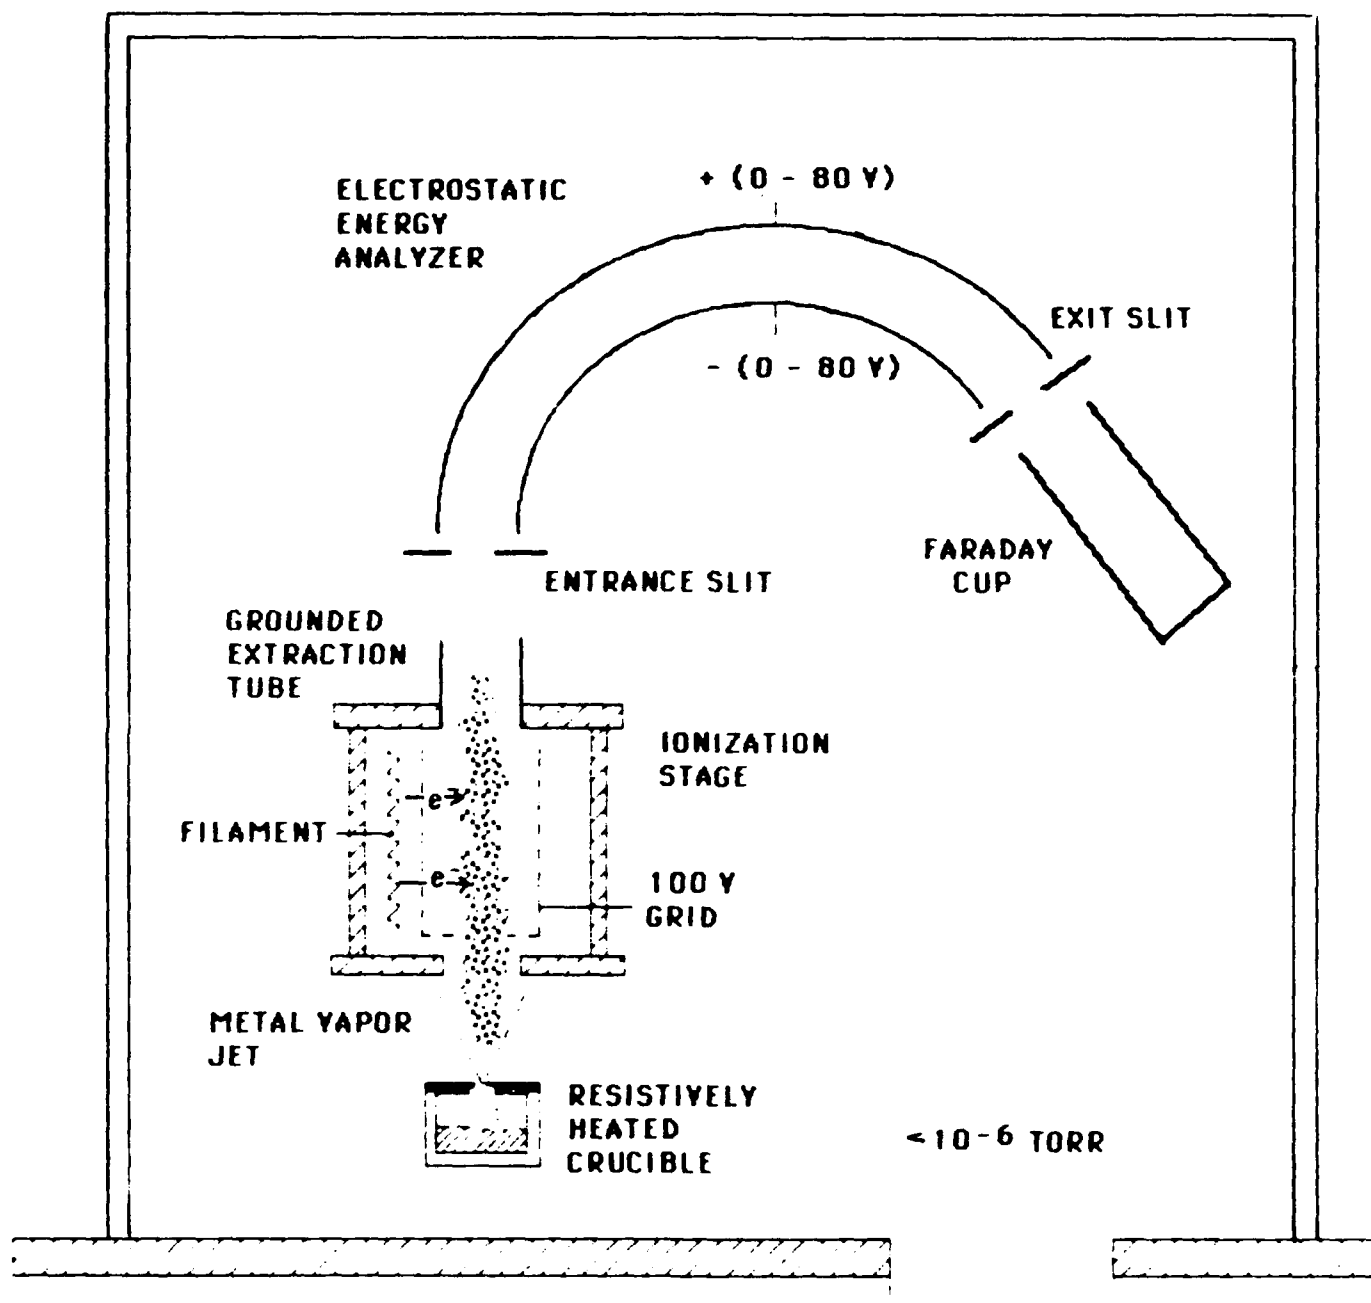 ELECTROSTATIC
ENERGY
ANALYZER
+ (0 - 80 V)
EXIT SLIT
- (0 - 80 V)
FARADAY
CUP
ENTRANCE SLIT
GROUNDED
EXTRACTION
TUBE
IONIZATION
STAGE
e
FILAMENT
e⁻
100 V
GRID
METAL VAPOR
JET
RESISTIVELY
HEATED
CRUCIBLE
<10⁻⁶ TORR